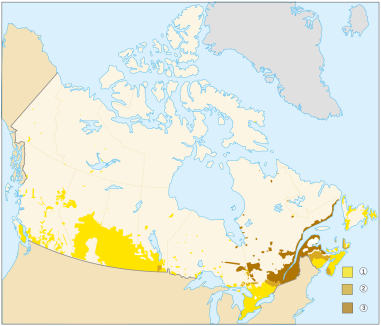 ①
②
③